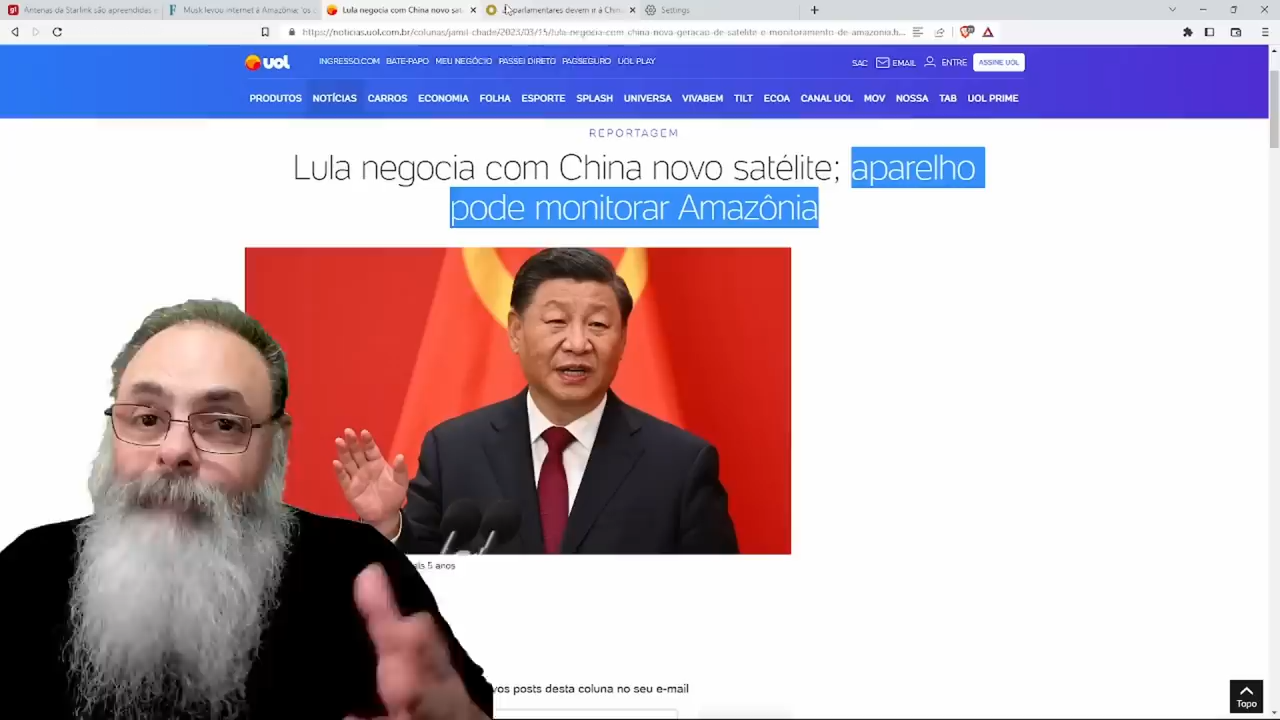 Antenas da Starlink são apreendidas
Musk levou internet à Amazônia; 'os
Lula negocia com China novo sat
parlamentares devem ir à Chin
Settings
https://noticias.uol.com.br/colunas/jamil-chade/2023/03/15/lula-negocia-com-china-nova-geracao-de-satelite-e-monitoramento-de-amazonia.h...
uol
INGRESSO.COM BATE-PAPO MEU NEGÓCIO PASSEI DIRETO PAGSEGURO UOL PLAY
SAC EMAIL ENTRE ASSINE UOL
PRODUTOS NOTÍCIAS CARROS ECONOMIA FOLHA ESPORTE SPLASH UNIVERSA VIVABEM TILT ECOA CANAL UOL MOV NOSSA TAB UOL PRIME
REPORTAGEM
Lula negocia com China novo satélite; aparelho
pode monitorar Amazônia
ais 5 anos
vos posts desta coluna no seu e-mail
Topo